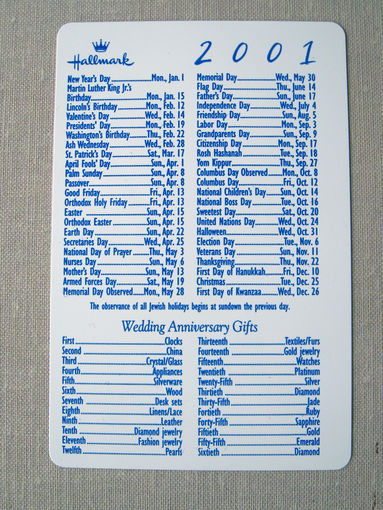 Hallmark
2001
New Year's Day Mon., Jan. 1
Martin Luther King Jr.'s
Birthday Mon., Jan. 15
Lincoln's Birthday Mon., Feb. 12
Valentine's Day Wed., Feb. 14
Presidents' Day Mon., Feb. 19
Washington's Birthday Thu., Feb. 22
Ash Wednesday Wed., Feb. 28
St. Patrick's Day Sat., Mar. 17
April Fools' Day Sun., Apr. 1
Palm Sunday Sun., Apr. 8
Passover Sun., Apr. 8
Good Friday Fri., Apr. 13
Orthodox Holy Friday Fri., Apr. 13
Easter Sun., Apr. 15
Orthodox Easter Sun., Apr. 15
Earth Day Sun., Apr. 22
Secretaries Day Wed., Apr. 25
National Day of Prayer Thu., May 3
Nurses Day Sun., May 6
Mother's Day Sun., May 13
Armed Forces Day Sat., May 19
Memorial Day Observed Mon., May 28
Memorial Day Wed., May 30
Flag Day Thu., June 14
Father's Day Sun., June 17
Independence Day Wed., July 4
Friendship Day Sun., Aug. 5
Labor Day Mon., Sep. 3
Grandparents Day Sun., Sep. 9
Citizenship Day Mon., Sep. 17
Rosh Hashanah Tue., Sep. 18
Yom Kippur Thu., Sep. 27
Columbus Day Observed Mon., Oct. 8
Columbus Day Fri., Oct. 12
National Children's Day Sun., Oct. 14
National Boss Day Tue., Oct. 16
Sweetest Day Sat., Oct. 20
United Nations Day Wed., Oct. 24
Halloween Wed., Oct. 31
Election Day Tue., Nov. 6
Veterans Day Sun., Nov. 11
Thanksgiving Thu., Nov. 22
First Day of Hanukkah Fri., Dec. 10
Christmas Tue., Dec. 25
First Day of Kwanzaa Wed., Dec. 26
The observance of all Jewish holidays begins at sundown the previous day.
Wedding Anniversary Gifts
First Clocks
Second China
Third Crystal/Glass
Fourth Appliances
Fifth Silverware
Sixth Wood
Seventh Desk sets
Eighth Linens/Lace
Ninth Leather
Tenth Diamond jewelry
Eleventh Fashion jewelry
Twelfth Pearls
Thirteenth Textiles/Furs
Fourteenth Gold jewelry
Fifteenth Watches
Twentieth Platinum
Twenty-Fifth Silver
Thirtieth Diamond
Thirty-Fifth Jade
Fortieth Ruby
Forty-Fifth Sapphire
Fiftieth Gold
Fifty-Fifth Emerald
Sixtieth Diamond